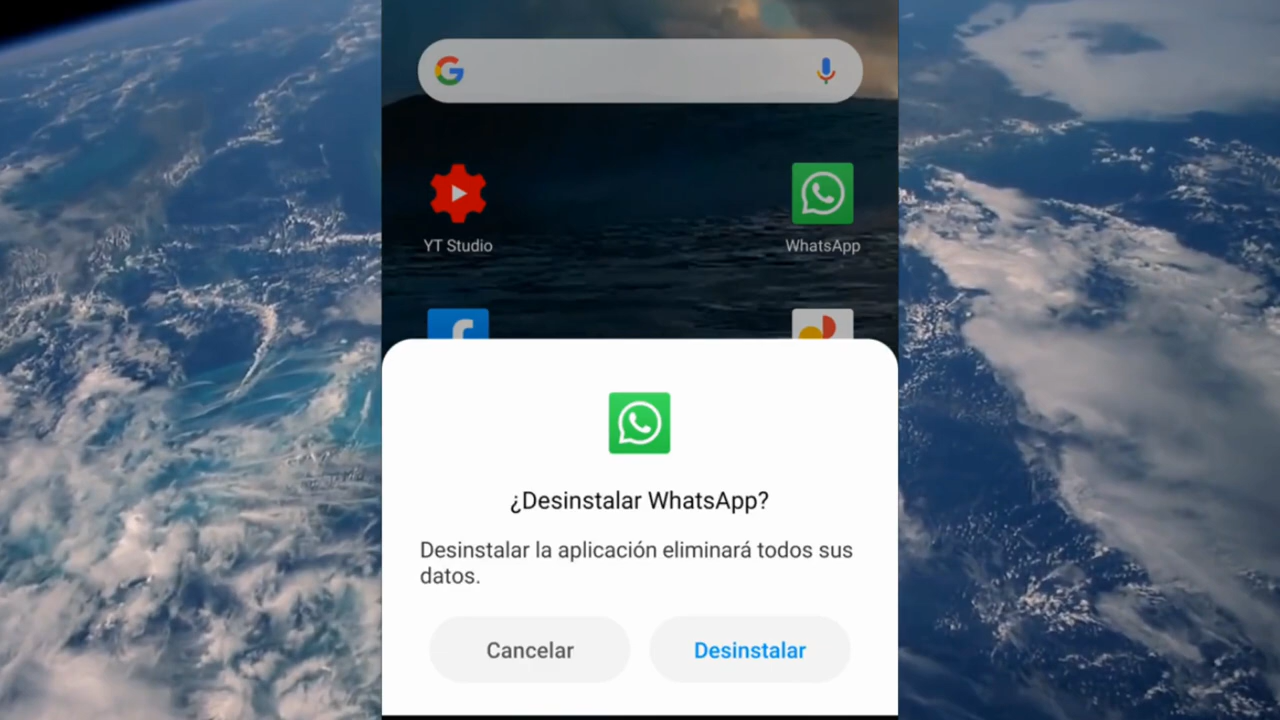 YT Studio
WhatsApp
¿Desinstalar WhatsApp?
Desinstalar la aplicación eliminará todos sus
datos.
Cancelar
Desinstalar